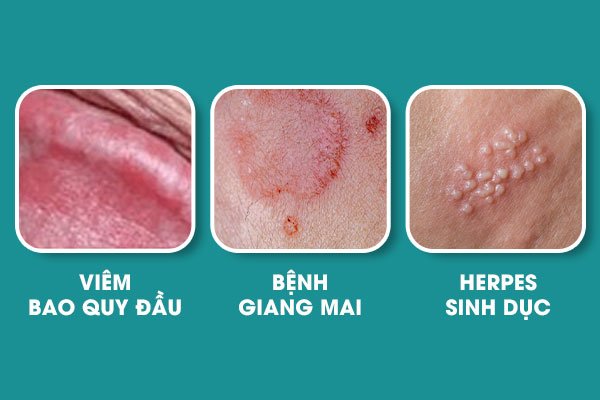 VIÊM
BAO QUY ĐẦU
BỆNH
GIANG MAI
HERPES
SINH DỤC